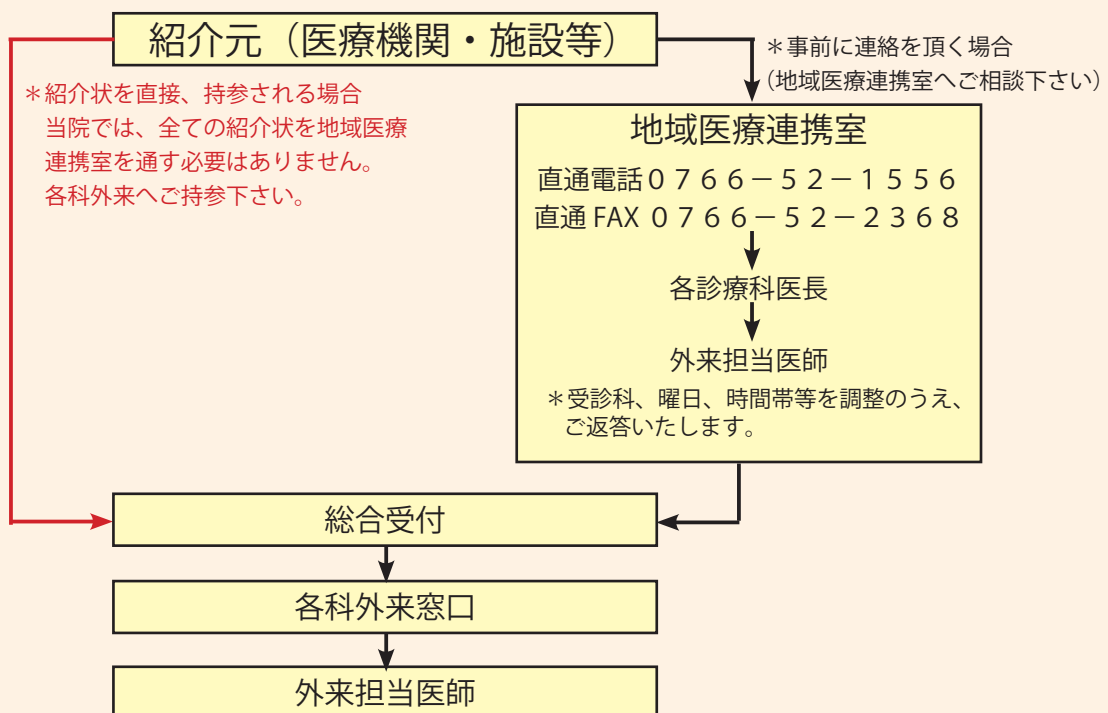 紹介元（医療機関・施設等）
＊事前に連絡を頂く場合
（地域医療連携室へご相談下さい）
＊紹介状を直接、持参される場合
当院では、全ての紹介状を地域医療
連携室を通す必要はありません。
各科外来へご持参下さい。
地域医療連携室
直通電話０７６６－５２－１５５６
直通 FAX ０７６６－５２－２３６８
各診療科医長
外来担当医師
＊受診科、曜日、時間帯等を調整のうえ、
ご返答いたします。
総合受付
各科外来窓口
外来担当医師